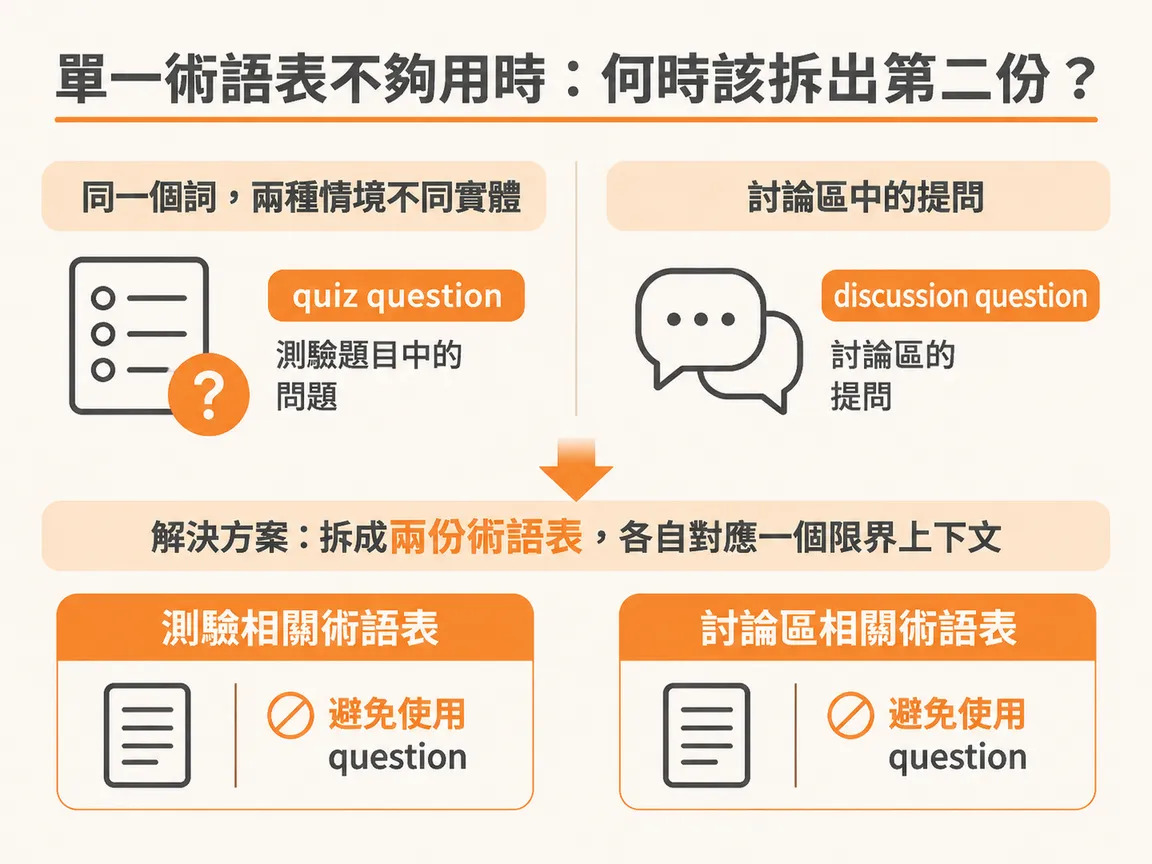 單一術語表不夠用時：何時該拆出第二份？
同一個詞，兩種情境不同實體
quiz question
測驗題目中的
問題
討論區中的提問
discussion question
討論區的
提問
解決方案：拆成兩份術語表，各自對應一個限界上下文
測驗相關術語表
避免使用
question
討論區相關術語表
避免使用
question